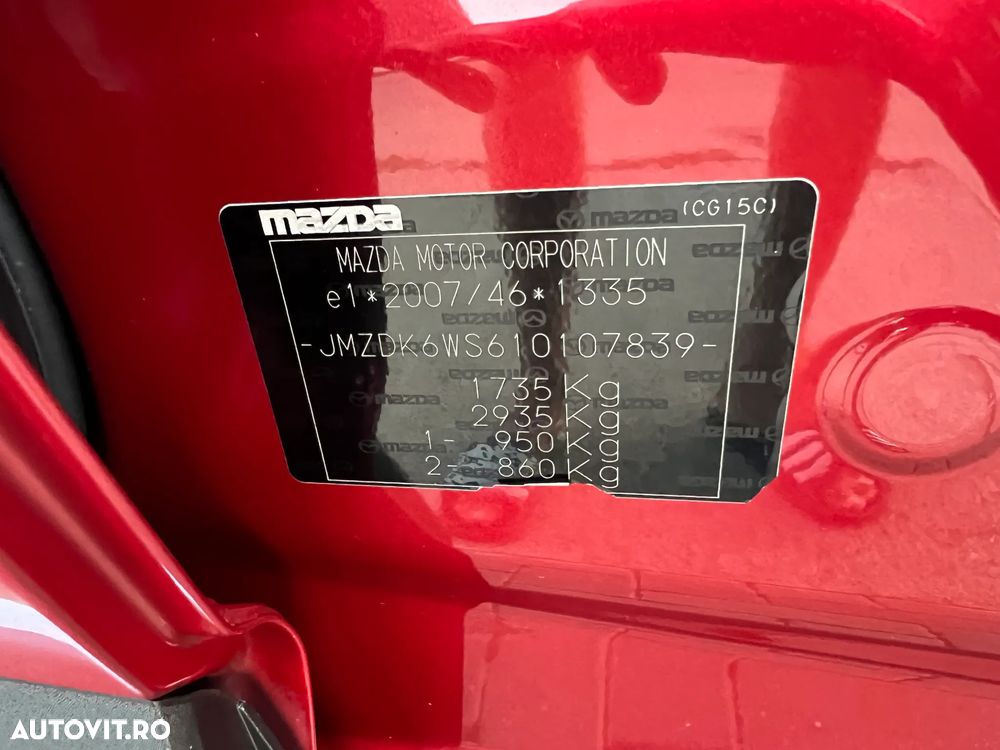 mazda (CG15C)
MAZDA MOTOR CORPORATION
e1*2007/46*1335
-JMZDK6WS610107839-
1735 Kg
2935 Kg
1- 950 Kg
2- 860 Kg
AUTOVIT.RO